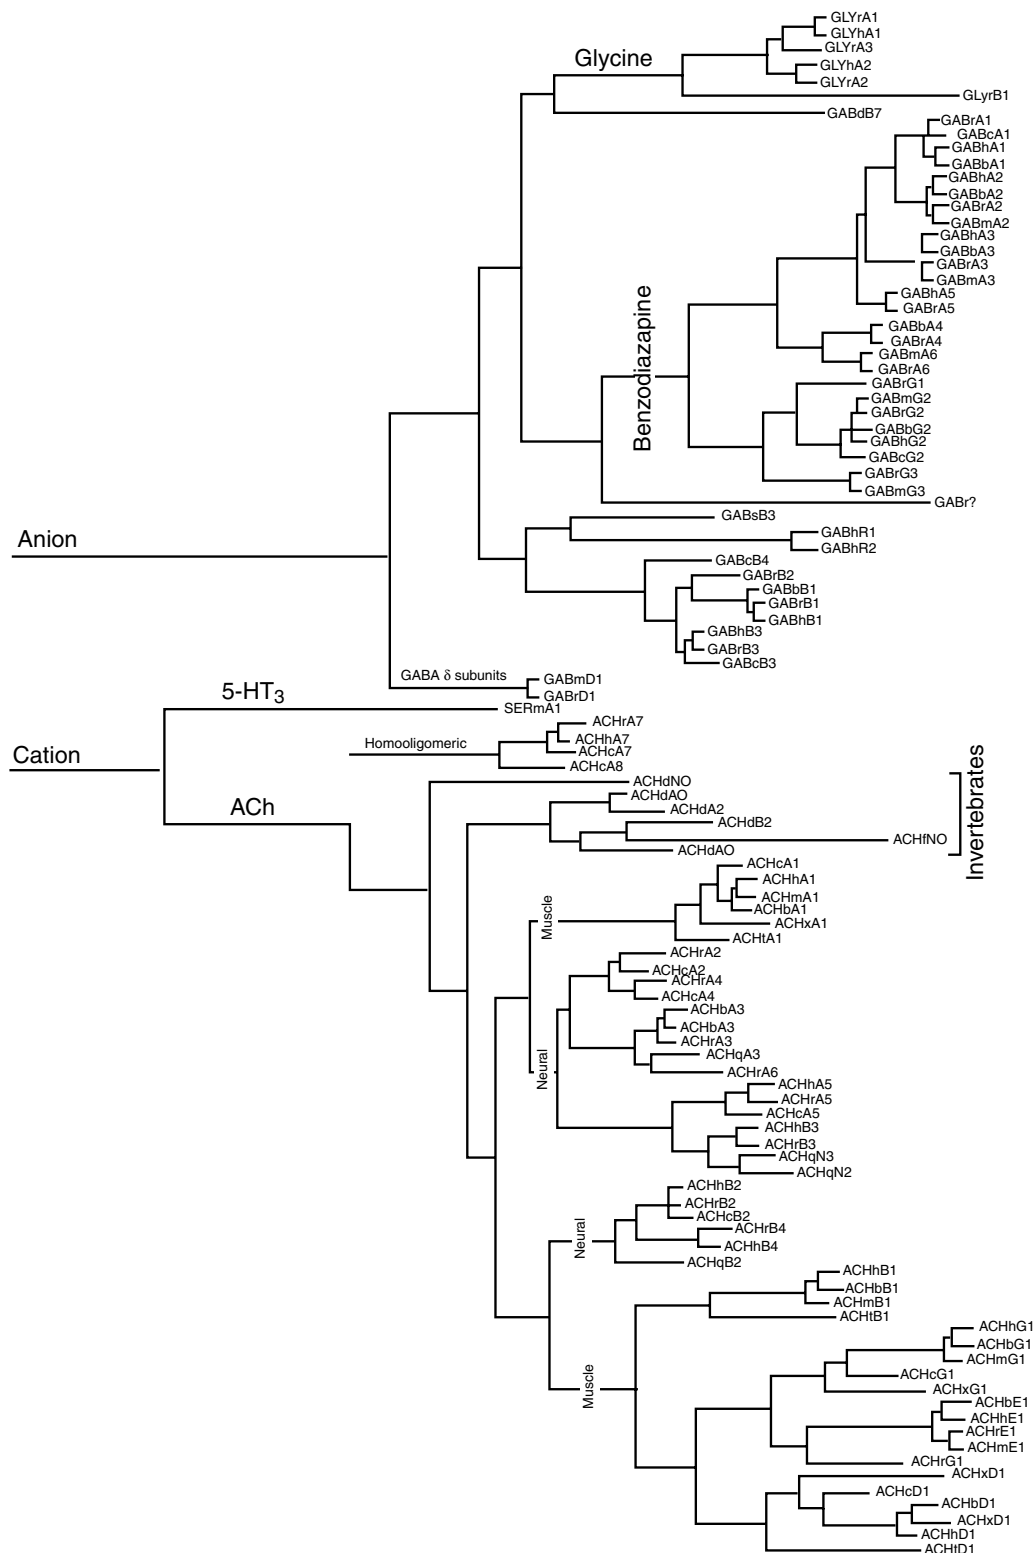 GLYrA1
GLYhA1
GLYrA3
Glycine
GLYhA2
GLYrA2
GLyrB1
GABdB7
GABrA1
GABcA1
GABhA1
GABbA1
GABhA2
GABbA2
GABrA2
GABmA2
GABhA3
GABbA3
GABrA3
GABmA3
GABhA5
GABrA5
Benzodiazapine
GABbA4
GABrA4
GABmA6
GABrA6
GABrG1
GABmG2
GABrG2
GABbG2
GABhG2
GABcG2
GABrG3
GABmG3
GABr?
GABsB3
Anion
GABhR1
GABhR2
GABcB4
GABrB2
GABbB1
GABrB1
GABhB1
GABhB3
GABrB3
GABcB3
GABA δ subunits
GABmD1
GABrD1
5-HT3
SERmA1
ACHrA7
Homooligomeric
ACHhA7
ACHcA7
Cation
ACHcA8
ACHdNO
ACHdAO
ACh
ACHdA2
ACHdB2
Invertebrates
ACHfNO
ACHdAO
ACHcA1
ACHhA1
ACHmA1
Muscle
ACHbA1
ACHxA1
ACHtA1
ACHrA2
ACHcA2
ACHrA4
ACHcA4
ACHbA3
ACHbA3
ACHrA3
ACHqA3
Neural
ACHrA6
ACHhA5
ACHrA5
ACHcA5
ACHhB3
ACHrB3
ACHqN3
ACHqN2
ACHhB2
ACHrB2
ACHcB2
ACHrB4
Neural
ACHhB4
ACHqB2
ACHhB1
ACHbB1
ACHmB1
ACHtB1
ACHhG1
ACHbG1
ACHmG1
ACHcG1
Muscle
ACHxG1
ACHbE1
ACHhE1
ACHrE1
ACHmE1
ACHrG1
ACHxD1
ACHcD1
ACHbD1
ACHxD1
ACHhD1
ACHtD1